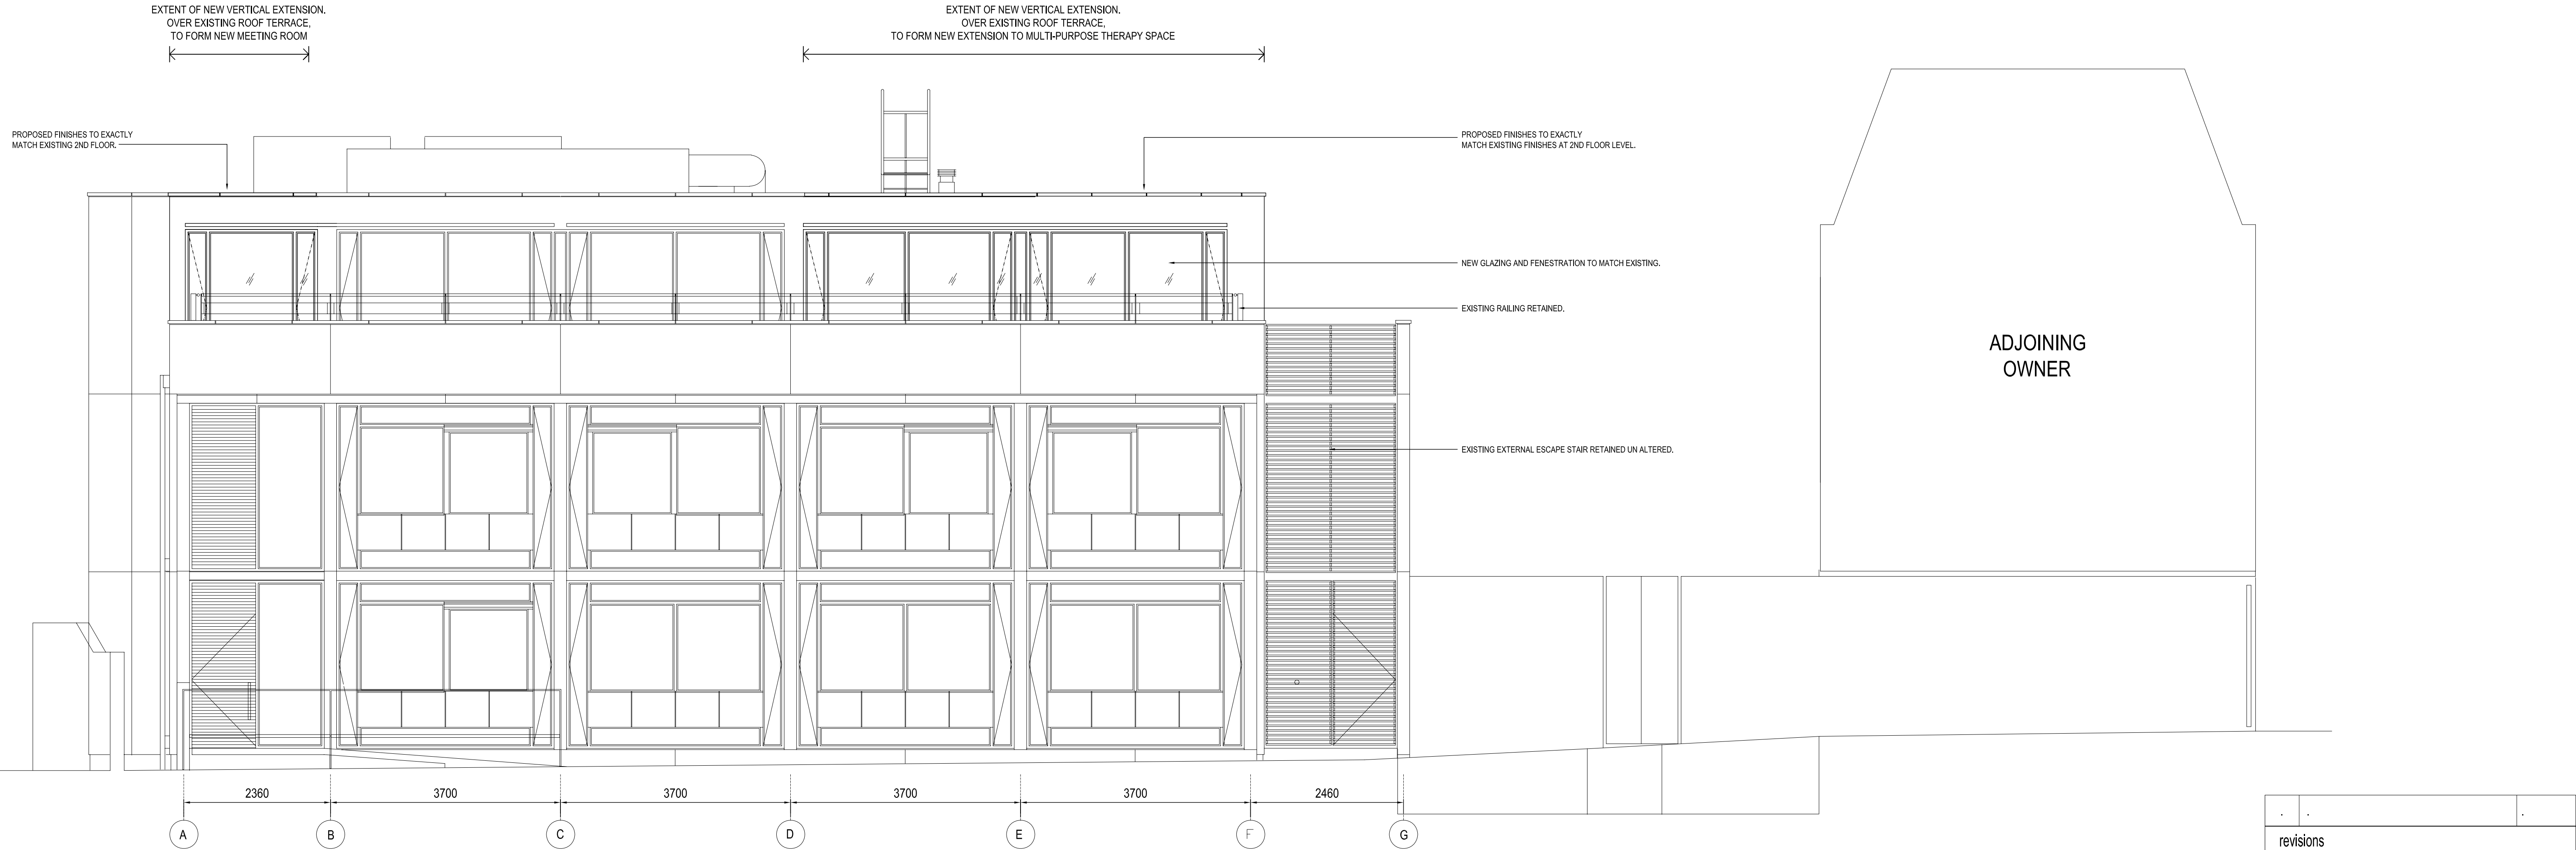 EXTENT OF NEW VERTICAL EXTENSION.
OVER EXISTING ROOF TERRACE,
TO FORM NEW MEETING ROOM
EXTENT OF NEW VERTICAL EXTENSION.
OVER EXISTING ROOF TERRACE,
TO FORM NEW EXTENSION TO MULTI-PURPOSE THERAPY SPACE
PROPOSED FINISHES TO EXACTLY
MATCH EXISTING 2ND FLOOR.
PROPOSED FINISHES TO EXACTLY
MATCH EXISTING FINISHES AT 2ND FLOOR LEVEL.
NEW GLAZING AND FENESTRATION TO MATCH EXISTING.
EXISTING RAILING RETAINED.
ADJOINING
OWNER
EXISTING EXTERNAL ESCAPE STAIR RETAINED UN ALTERED.
2360 3700 3700 3700 3700 2460
A B C D E F G
. . .
revisions